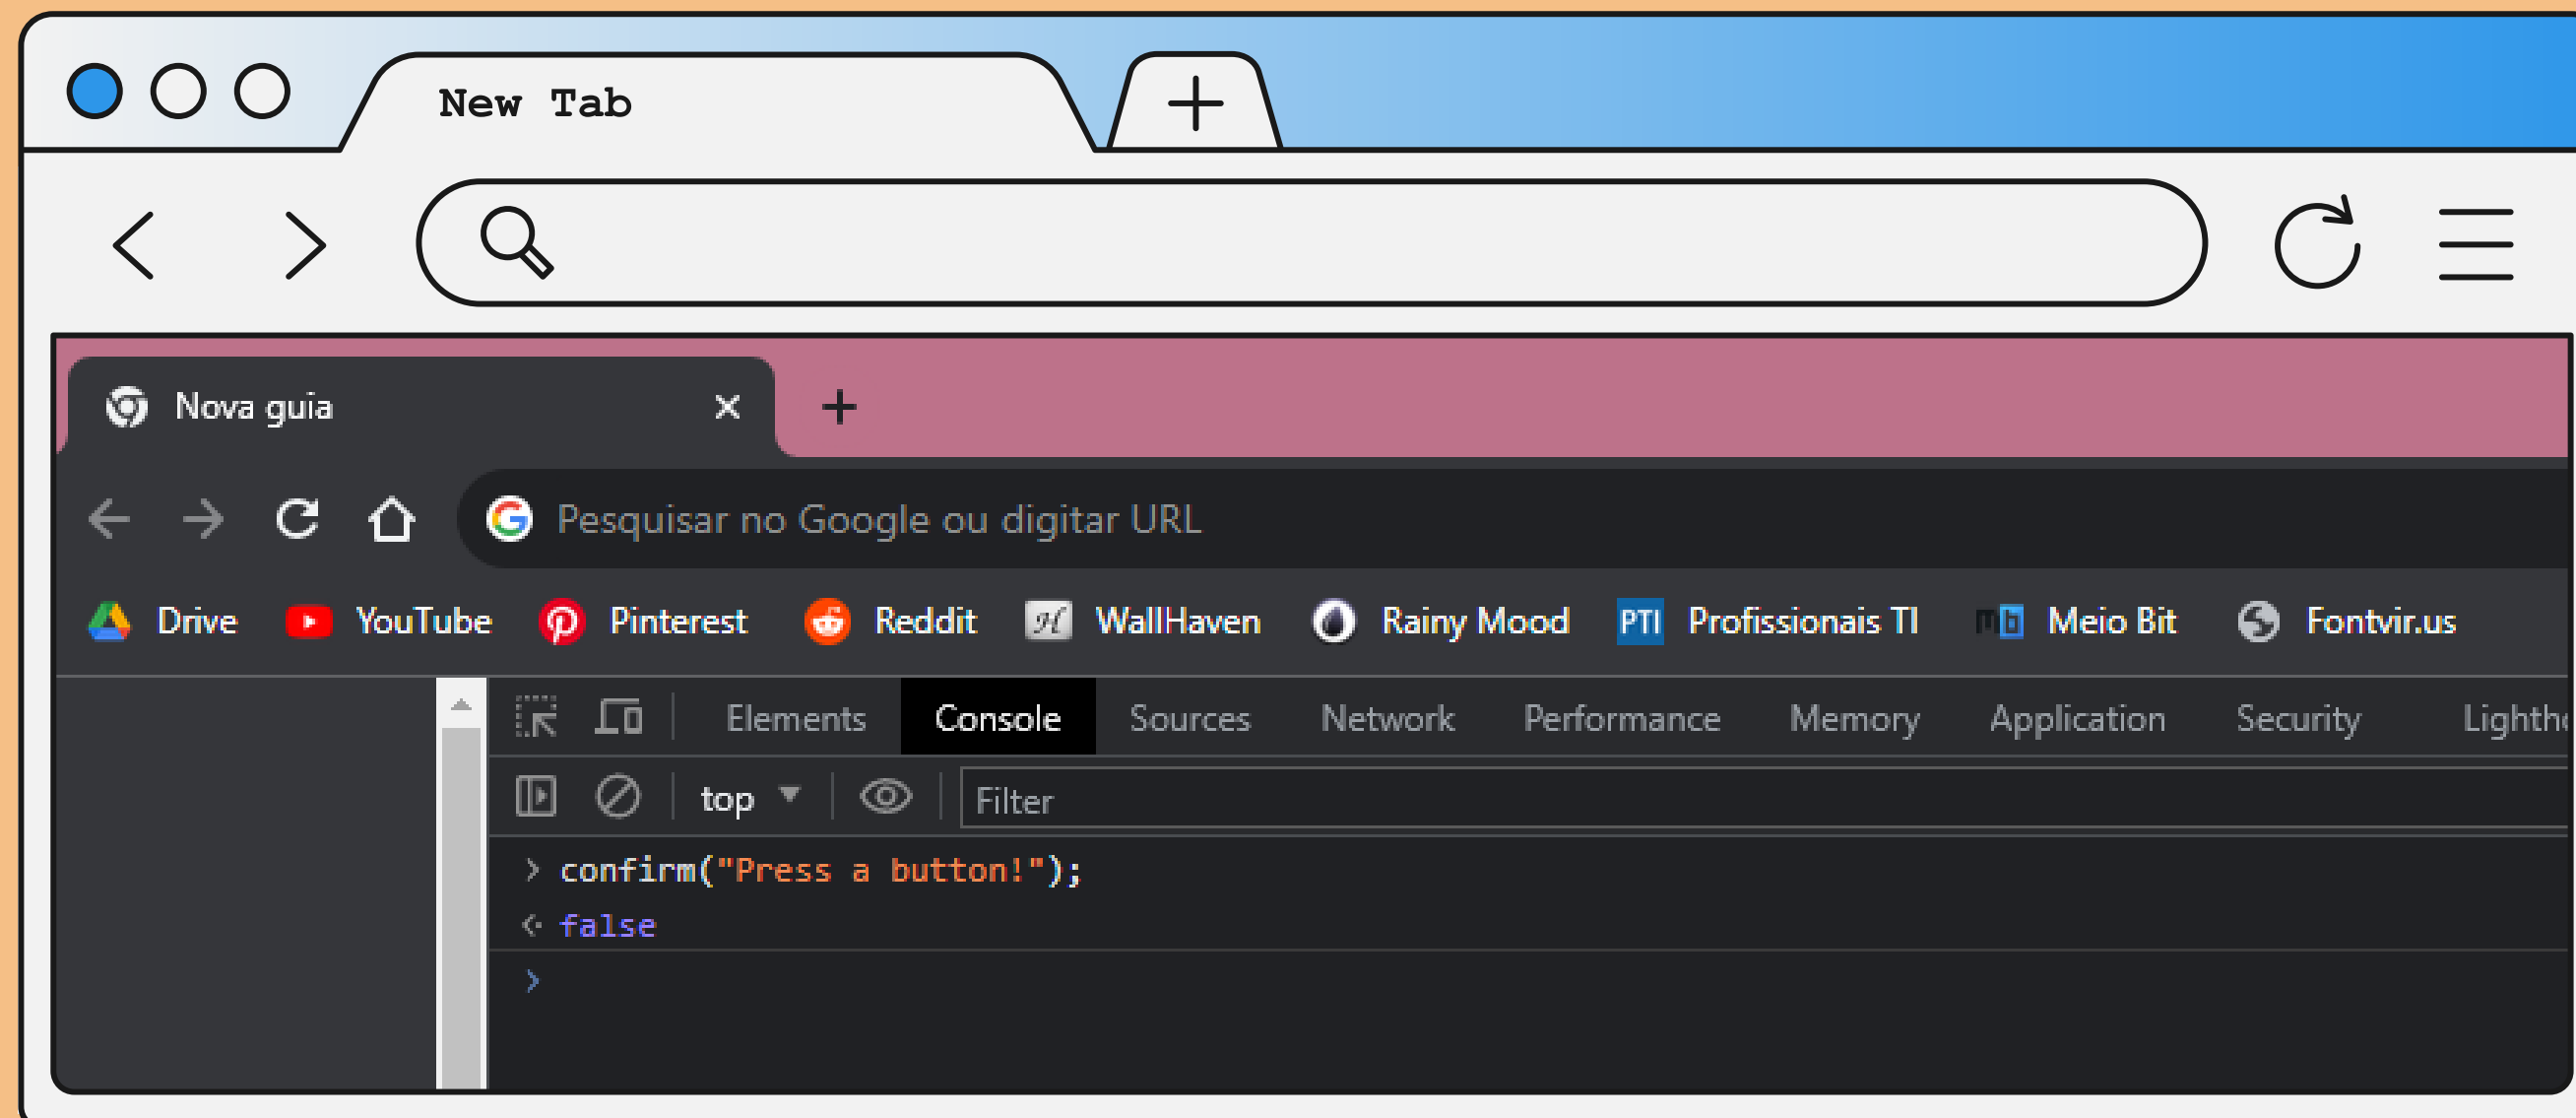 New Tab
Nova guia
Pesquisar no Google ou digitar URL
Drive YouTube Pinterest Reddit WallHaven Rainy Mood PTI Profissionais TI mb Meio Bit Fontvir.us
Elements Console Sources Network Performance Memory Application Security Lighth
top Filter
confirm("Press a button!");
false